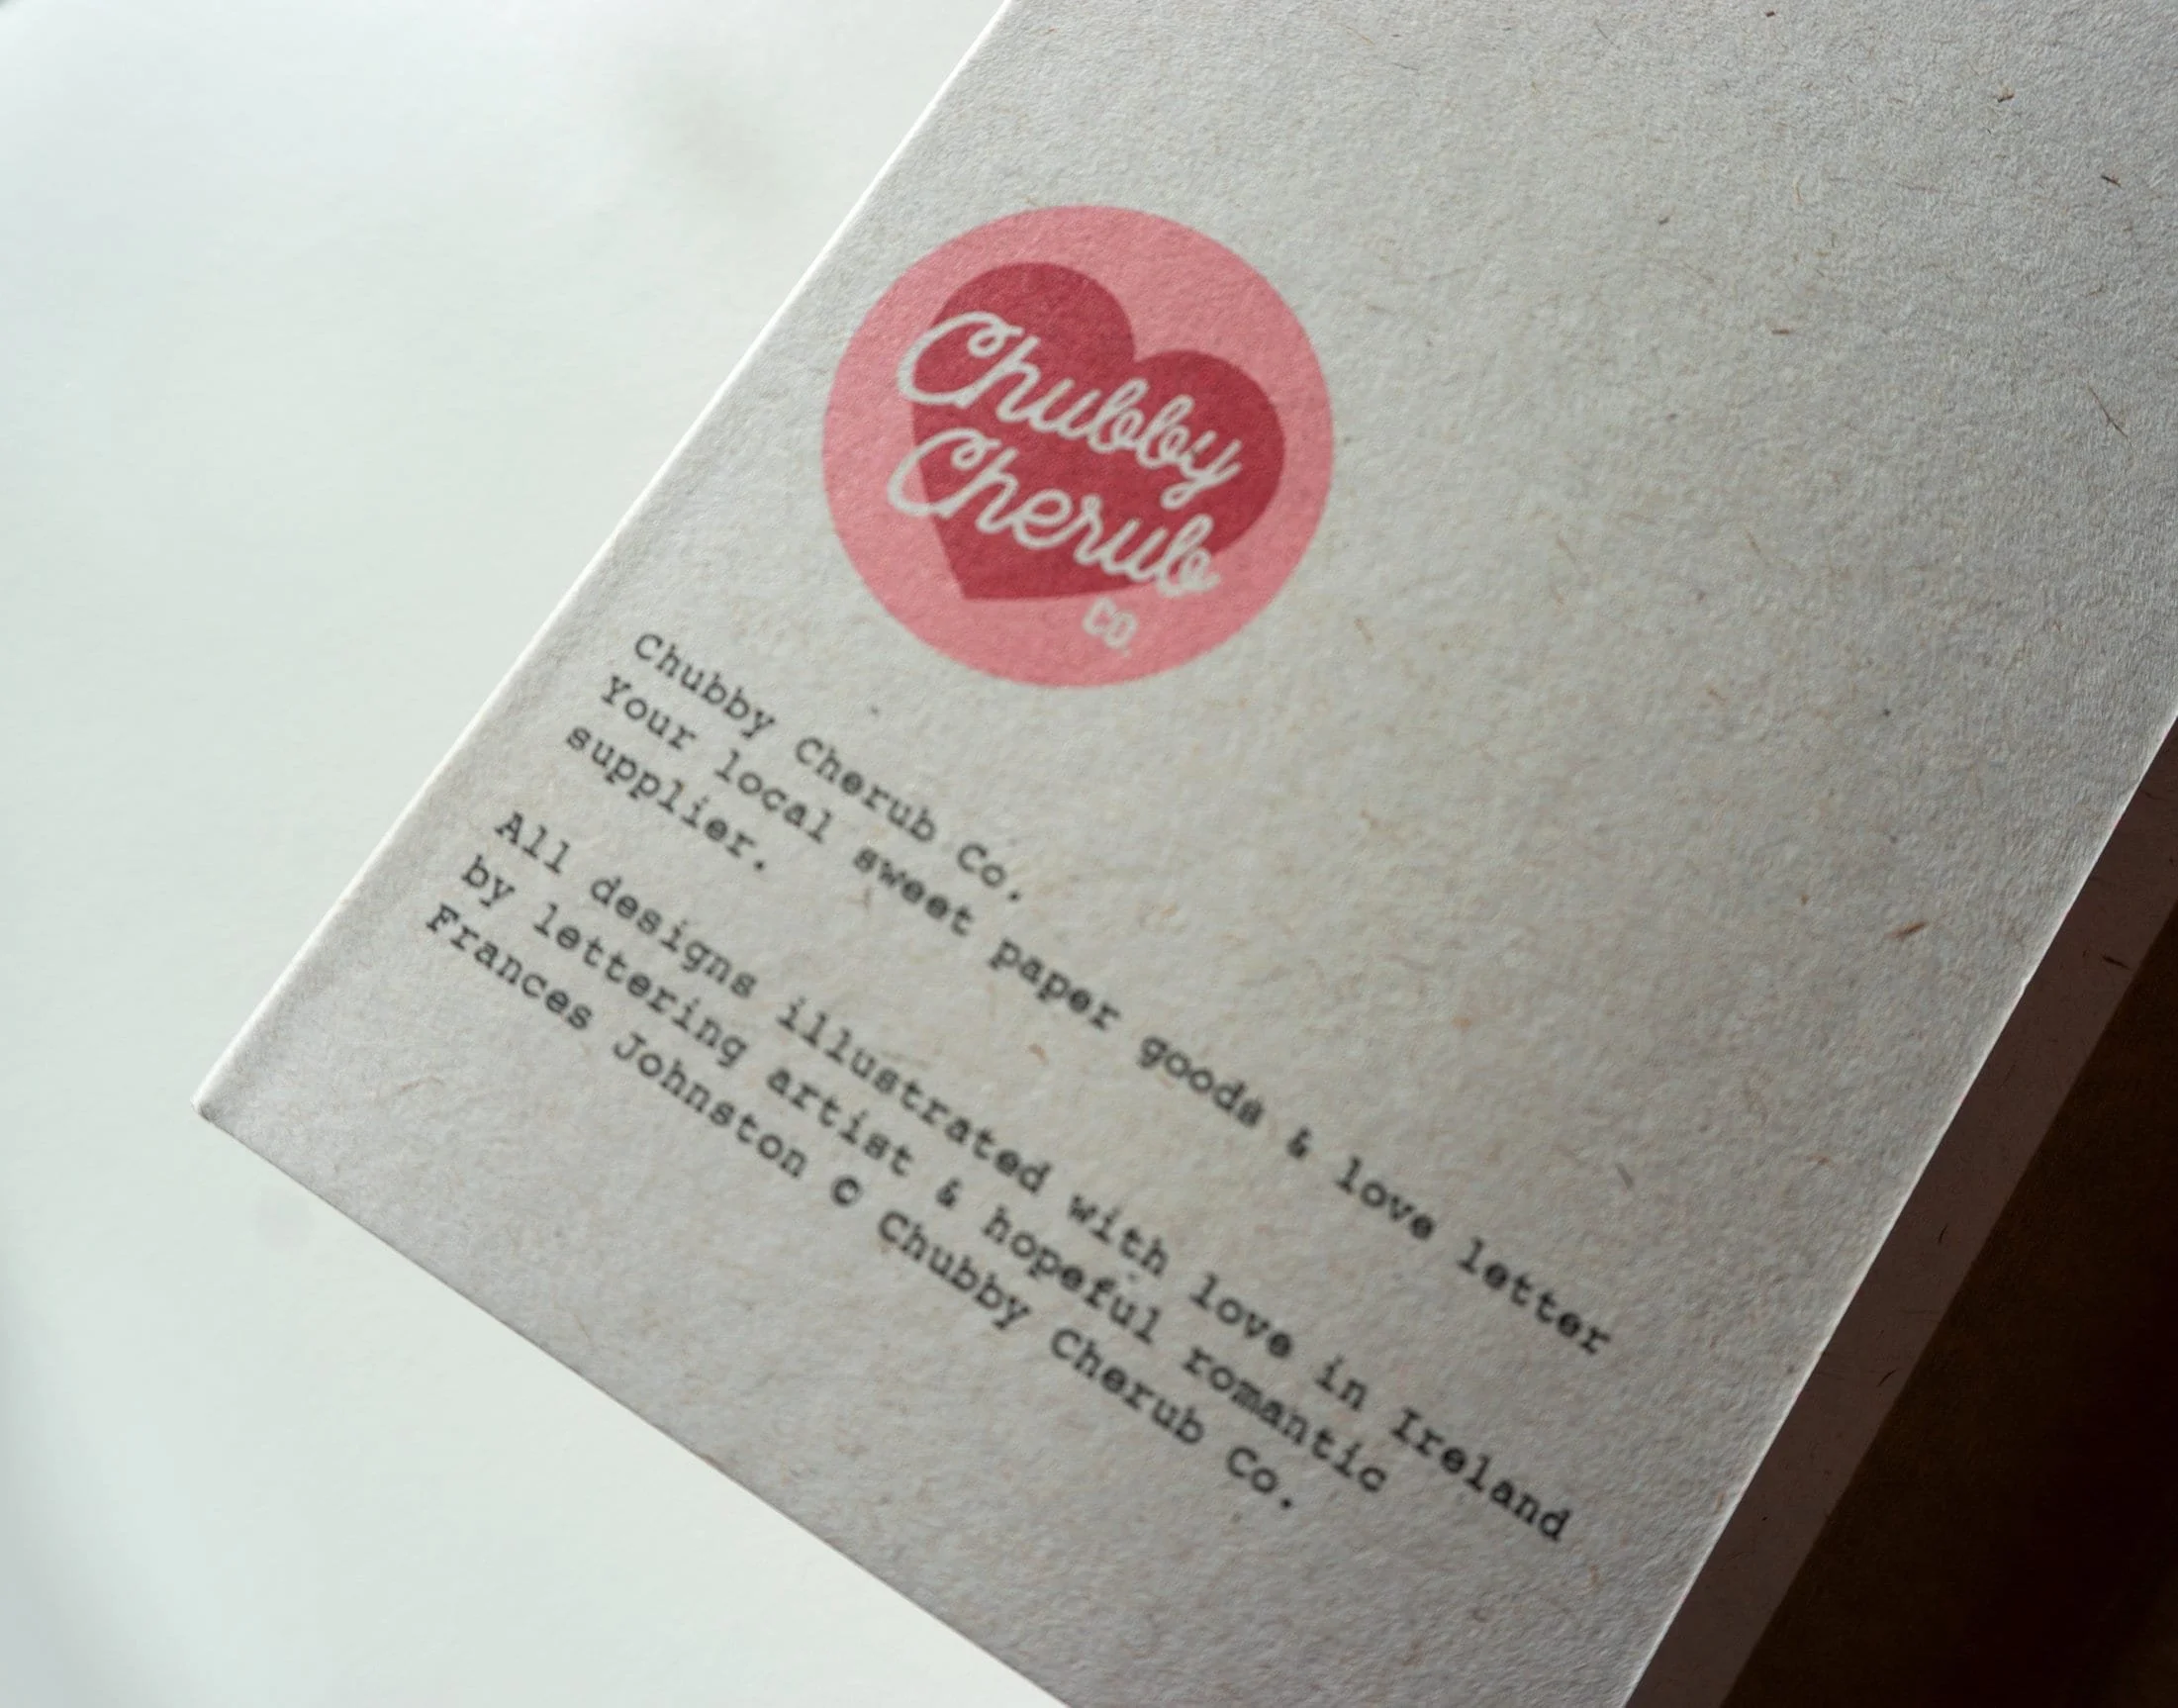 Chubby
Cherub
CO.
Chubby Cherub Co.
Your local sweet paper goods & love letter
supplier.
All designs illustrated with love in Ireland
by lettering artist & hopeful romantic
Frances Johnston © Chubby Cherub Co.